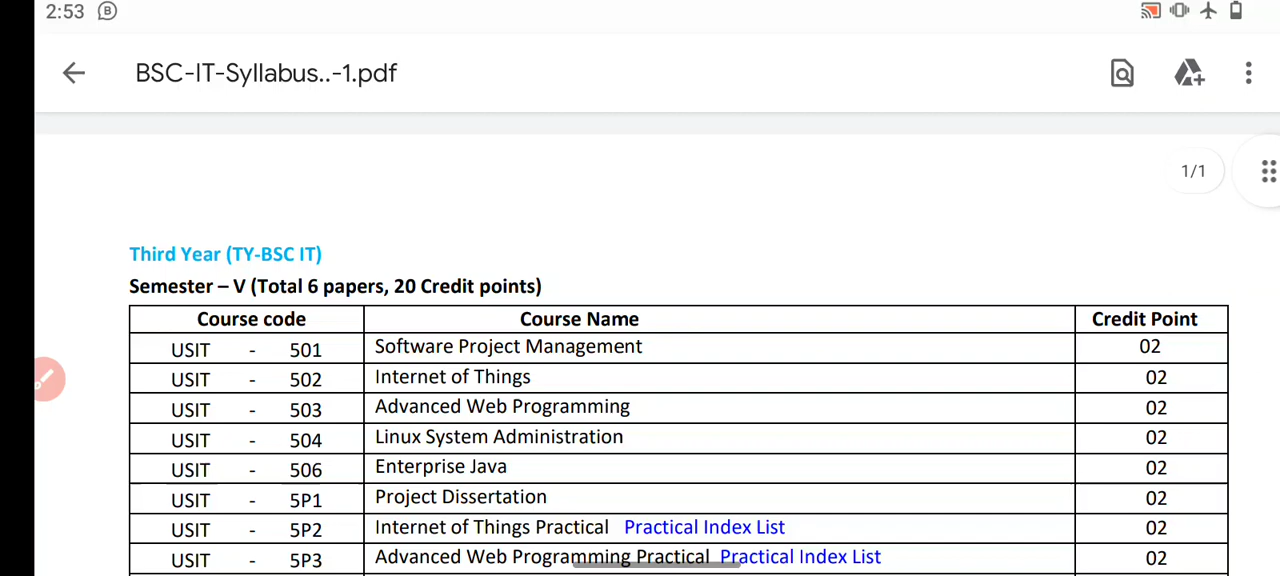 2:53
BSC-IT-Syllabus..-1.pdf
1/1
Third Year (TY-BSC IT)
Semester – V (Total 6 papers, 20 Credit points)
Course code Course Name Credit Point
USIT - 501 Software Project Management 02
USIT - 502 Internet of Things 02
USIT - 503 Advanced Web Programming 02
USIT - 504 Linux System Administration 02
USIT - 506 Enterprise Java 02
USIT - 5P1 Project Dissertation 02
USIT - 5P2 Internet of Things Practical Practical Index List 02
USIT - 5P3 Advanced Web Programming Practical Practical Index List 02